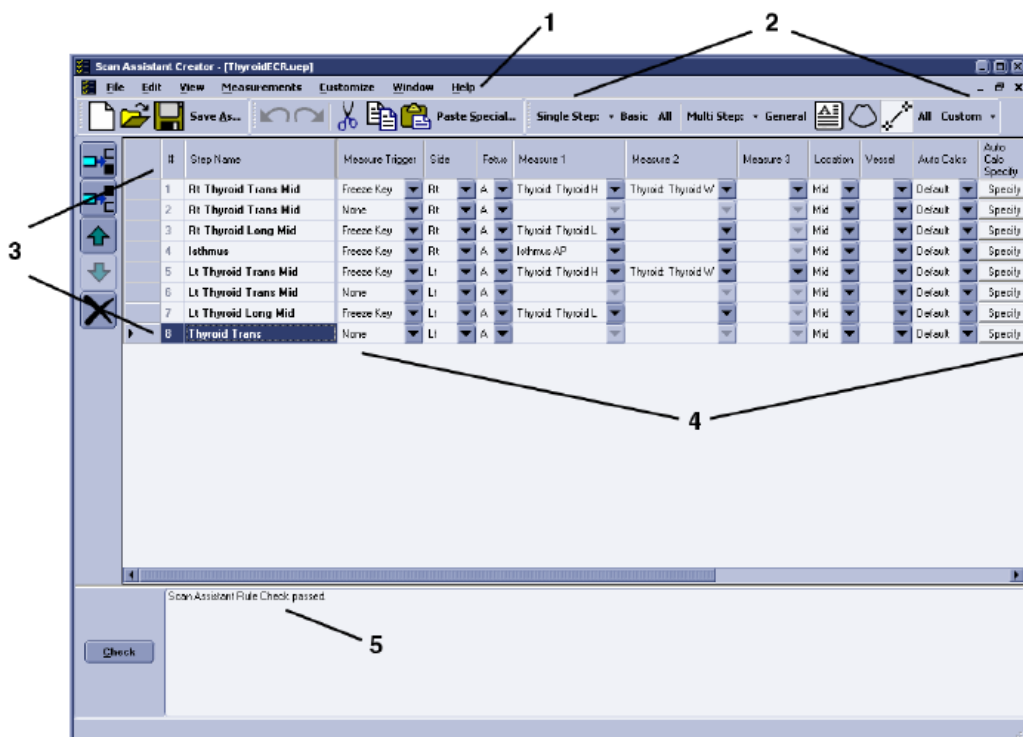 1
2
Scan Assistant Creator - [ThyroidECR.uep]
File Edit View Measurements Customize Window Help
Save As... Paste Special... Single Step: Basic All Multi Step: General All Custom
# Step Name Measure Trigger Side Fetus Measure 1 Measure 2 Measure 3 Location Vessel Auto Calcs Auto Calc Specify
1 Rt Thyroid Trans Mid Freeze Key Rt A Thyroid: Thyroid H Thyroid: Thyroid W Mid Default Specify
2 Rt Thyroid Trans Mid None Rt A Mid Default Specify
3 Rt Thyroid Long Mid Freeze Key Rt A Thyroid: Thyroid L Mid Default Specify
4 Isthmus Freeze Key Rt A Isthmus AP Mid Default Specify
5 Lt Thyroid Trans Mid Freeze Key Lt A Thyroid: Thyroid H Thyroid: Thyroid W Mid Default Specify
6 Lt Thyroid Trans Mid None Lt A Mid Default Specify
7 Lt Thyroid Long Mid Freeze Key Lt A Thyroid: Thyroid L Mid Default Specify
8 Thyroid Trans None Lt A Mid Default Specify
3
4
Scan Assistant Rule Check passed.
5
Check